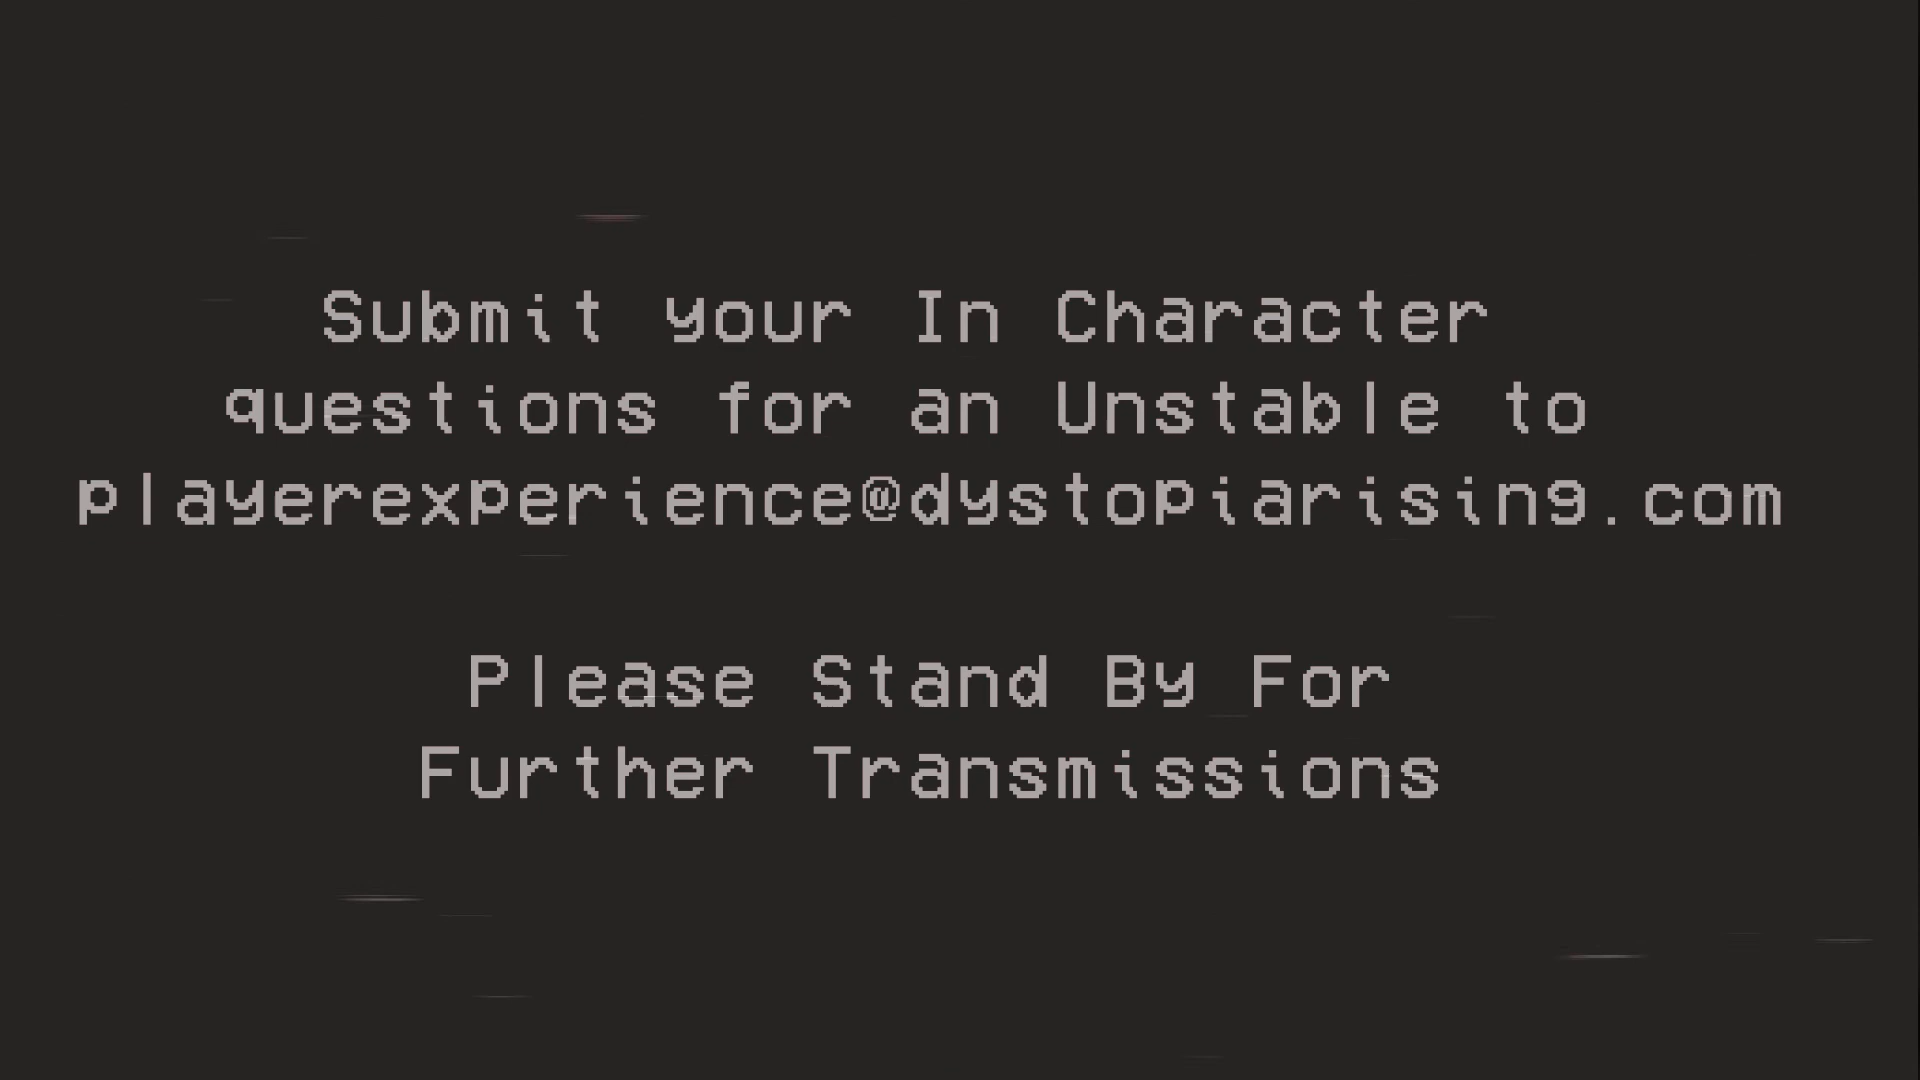 Submit your In Character
questions for an Unstable to
playerexperience@dystopiarising.com
Please Stand By For
Further Transmissions